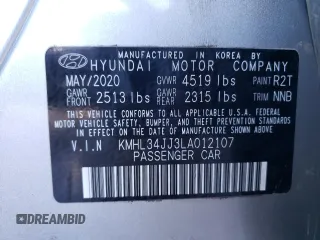 MANUFACTURED IN KOREA BY
HYUNDAI MOTOR COMPANY
MAY/2020 GVWR 4519 lbs PAINT R2T
GAWR FRONT 2513 lbs GAWR REAR 2315 lbs TRIM NNB
THIS VEHICLE CONFORMS TO ALL APPLICABLE
FEDERAL MOTOR VEHICLE SAFETY, BUMPER,
AND THEFT PREVENTION STANDARDS IN EFFECT
ON THE DATE OF MANUFACTURE SHOWN ABOVE.
V.I.N KMHL34JJ3LA012107
PASSENGER CAR
DREAMBID